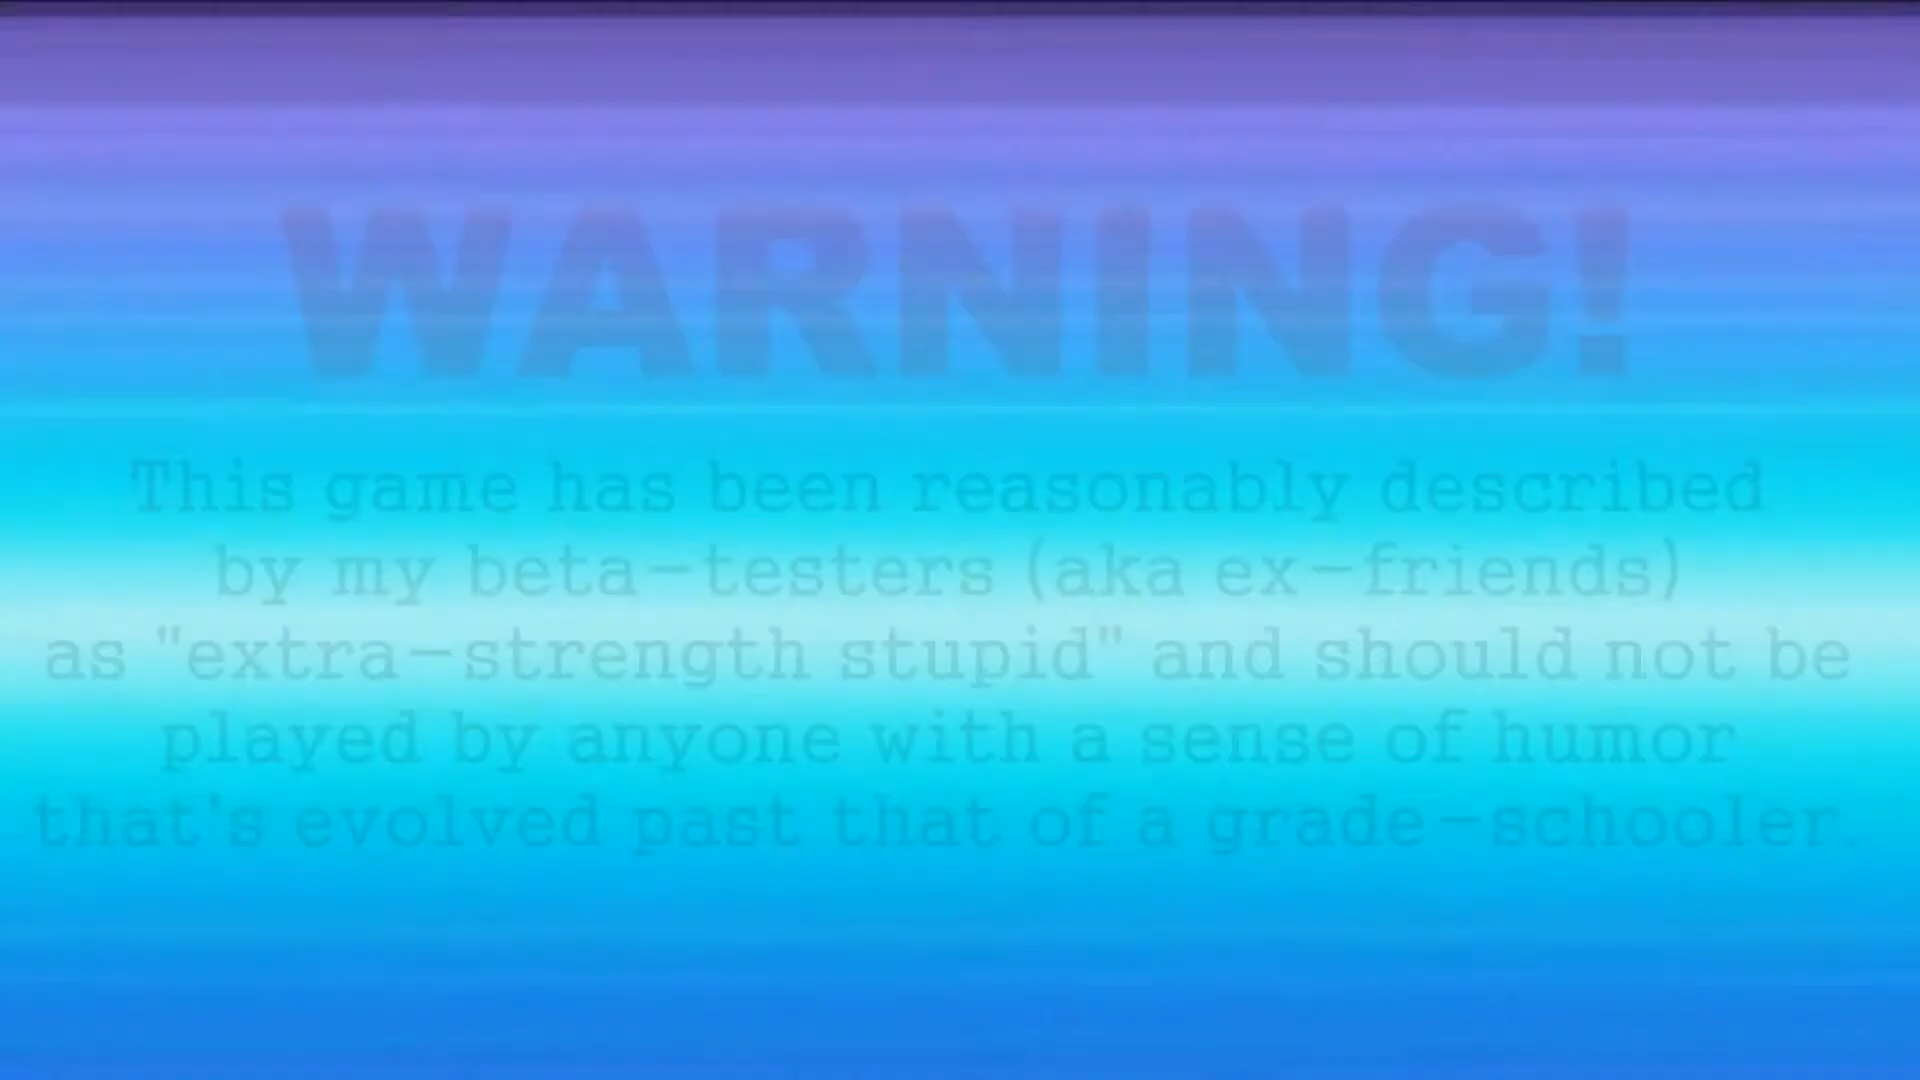 WARNING!
This game has been reasonably described
by my beta-testers (aka ex-friends)
as "extra-strength stupid" and should not be
played by anyone with a sense of humor
that's evolved past that of a grade-schooler.